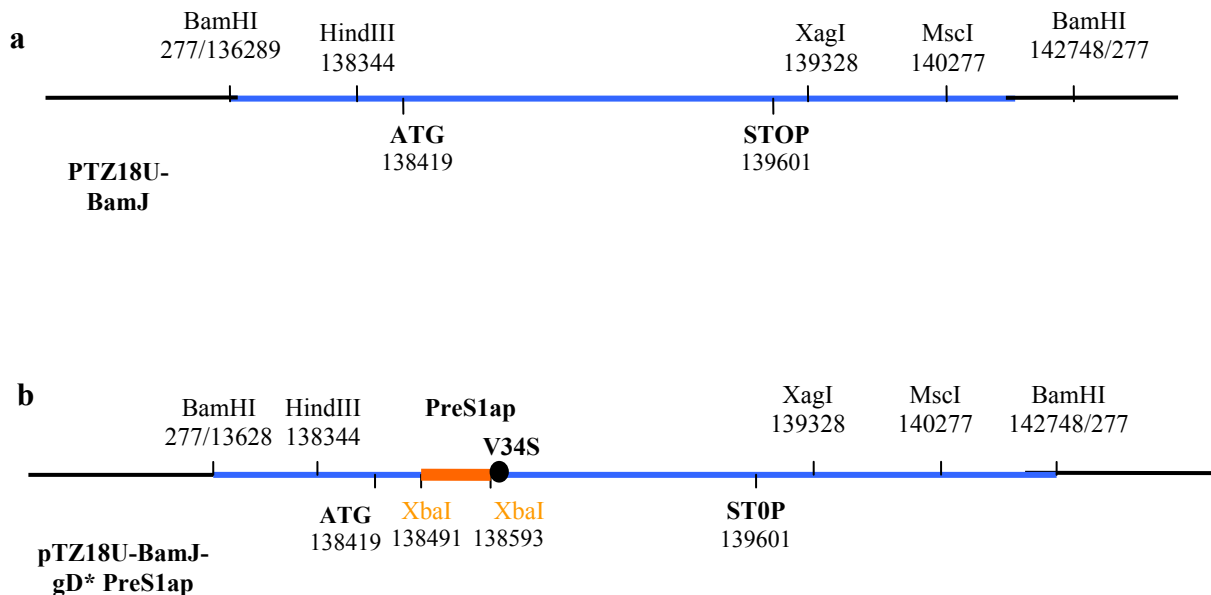 a
BamHI
277/136289
HindIII
138344
XagI
139328
MscI
140277
BamHI
142748/277
ATG
138419
STOP
139601
PTZ18U-
BamJ
b
BamHI
277/13628
HindIII
138344
PreS1ap
V34S
XagI
139328
MscI
140277
BamHI
142748/277
ATG
138419
XbaI
138491
XbaI
138593
ST0P
139601
pTZ18U-BamJ-
gD* PreS1ap